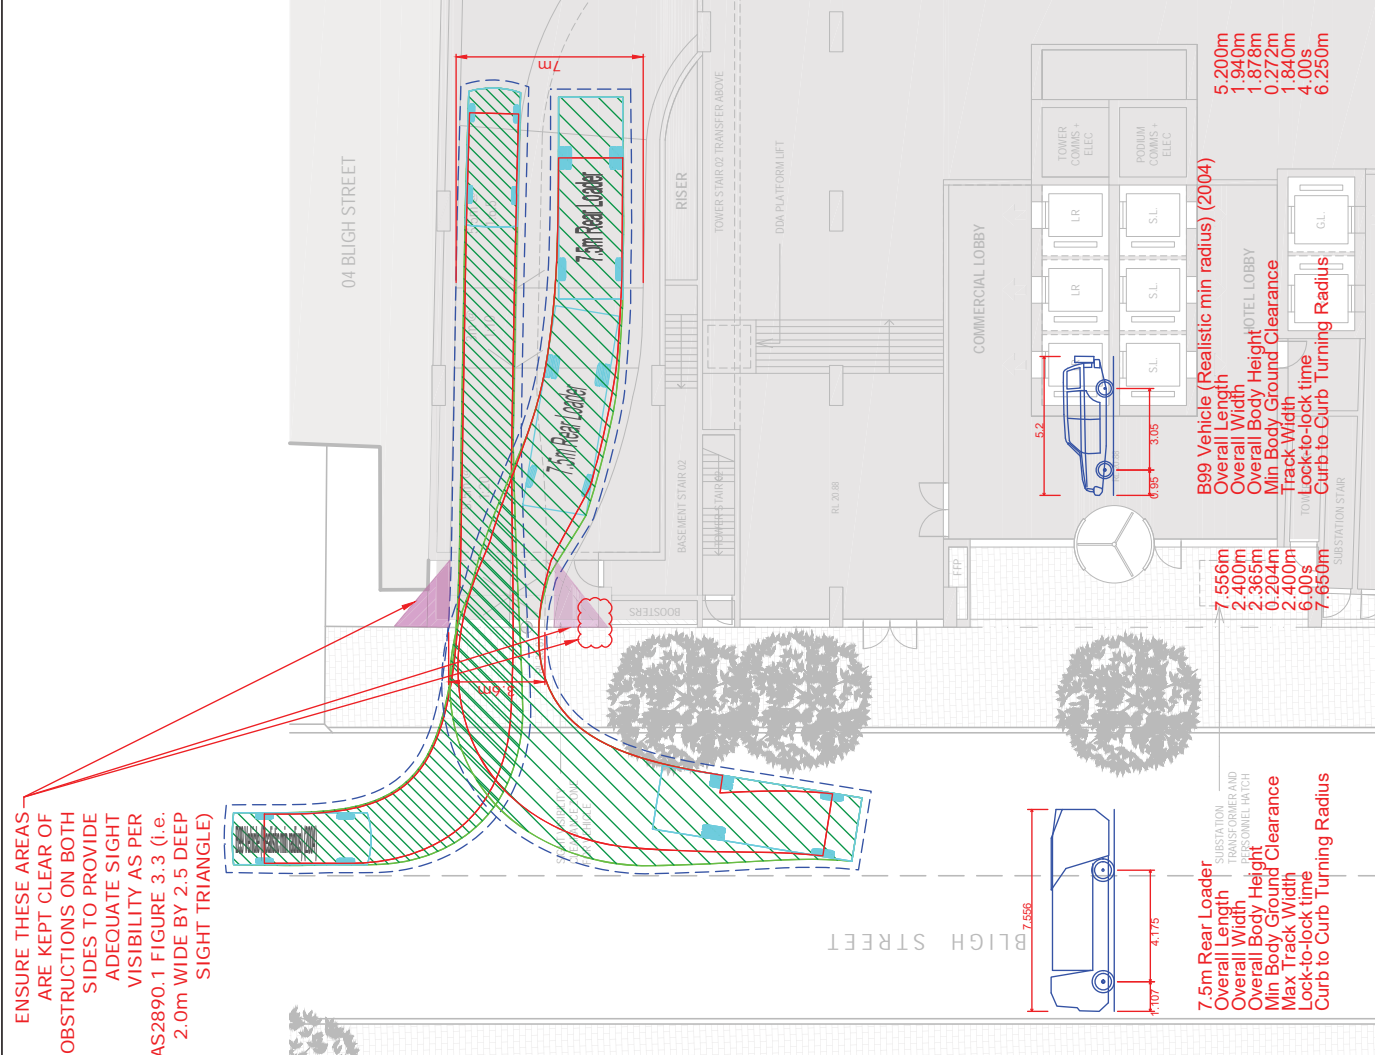 ENSURE THESE AREAS
ARE KEPT CLEAR OF
OBSTRUCTIONS ON BOTH
SIDES TO PROVIDE
ADEQUATE SIGHT
VISIBILITY AS PER
AS2890.1 FIGURE 3.3 (i.e.
2.0m WIDE BY 2.5 DEEP
SIGHT TRIANGLE)
04 BLIGH STREET
7m
7.5m Rear Loader
7.5m Rear Loader
3.6m
RISER
TOWER STAIR 02 TRANSFER ABOVE
DDA PLATFORM LIFT
BASEMENT STAIR 02
TOWER STAIR 02
BOOSTERS
RL 20.88
COMMERCIAL LOBBY
FFP
TOWER
COMMS +
ELEC
PODIUM
COMMS +
ELEC
LR
LR
S.L.
S.L.
S.L.
G.L.
HOTEL LOBBY
SUBSTATION STAIR
SUBSTATION
TRANSFORMER AND
PERSONNEL HATCH
BLIGH STREET
5.2
0.95
3.05
B99 Vehicle (Realistic min radius) (2004)
Overall Length 5.200m
Overall Width 1.940m
Overall Body Height 1.878m
Min Body Ground Clearance 0.272m
Track Width 1.840m
Lock-to-lock time 4.00s
Curb to Curb Turning Radius 6.250m
7.556
1.107
4.175
7.5m Rear Loader
Overall Length 7.556m
Overall Width 2.400m
Overall Body Height 2.365m
Min Body Ground Clearance 0.204m
Max Track Width 2.400m
Lock-to-lock time 6.00s
Curb to Curb Turning Radius 7.650m